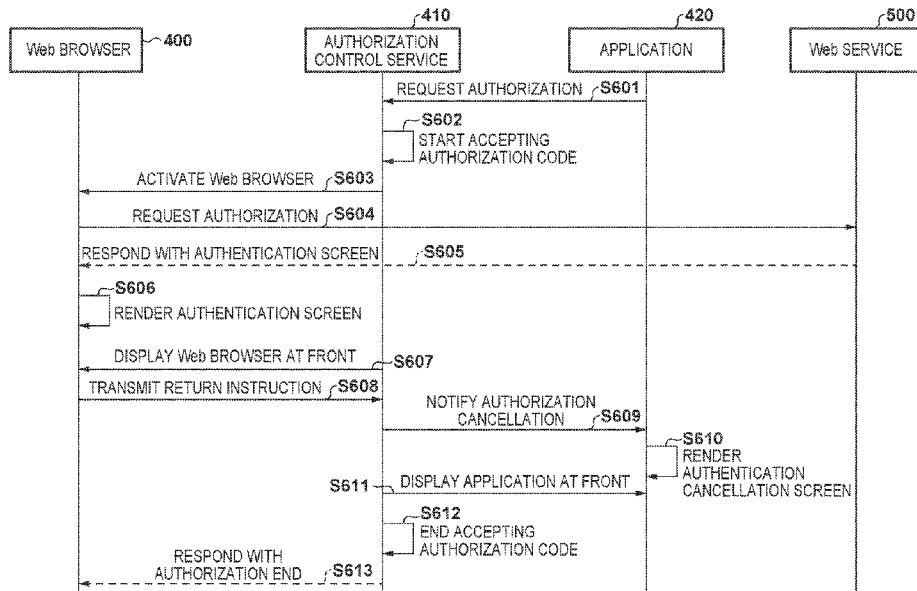 400
410
420
500
Web BROWSER
AUTHORIZATION
CONTROL SERVICE
APPLICATION
Web SERVICE
REQUEST AUTHORIZATION
S601
S602
START ACCEPTING
AUTHORIZATION CODE
ACTIVATE Web BROWSER
S603
REQUEST AUTHORIZATION
S604
RESPOND WITH AUTHENTICATION SCREEN
S605
S606
RENDER AUTHENTICATION SCREEN
DISPLAY Web BROWSER AT FRONT
S607
TRANSMIT RETURN INSTRUCTION
S608
NOTIFY AUTHORIZATION
CANCELLATION
S609
S610
RENDER
AUTHENTICATION
CANCELLATION SCREEN
S611
DISPLAY APPLICATION AT FRONT
S612
END ACCEPTING
AUTHORIZATION CODE
RESPOND WITH
AUTHORIZATION END
S613